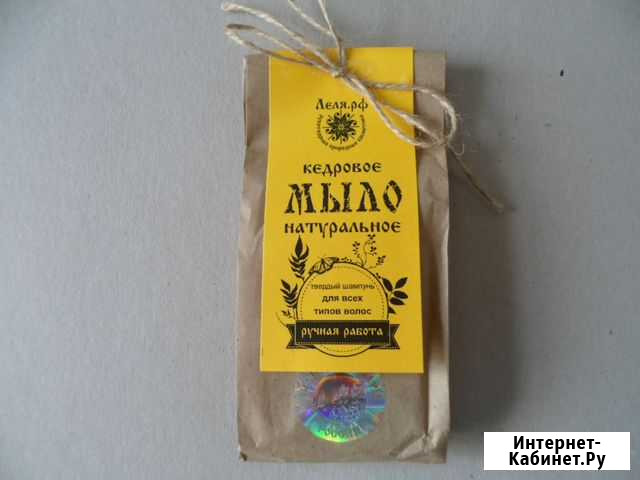 Леля.рф
КЕДРОВОЕ
МЫЛО
НАТУРАЛЬНОЕ
твердый шампунь
для всех
типов волос
ручная работа
Интернет-
Кабинет.Ру